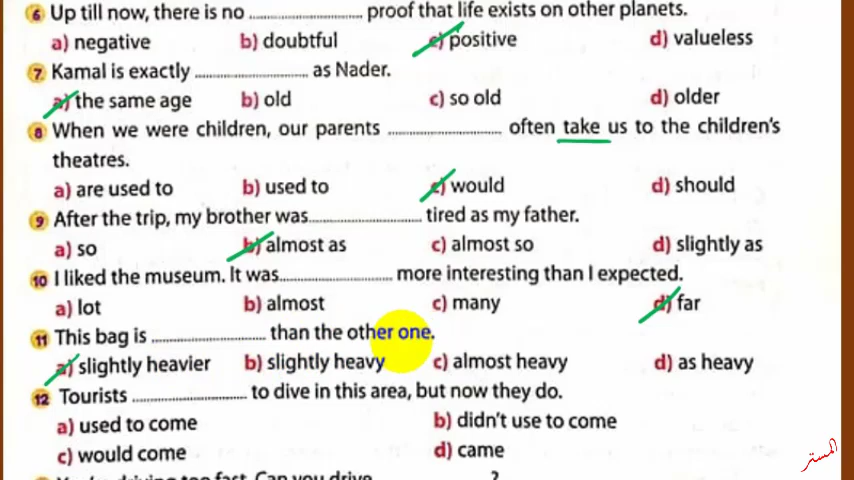 6 Up till now, there is no .............................. proof that life exists on other planets.
a) negative b) doubtful c) positive d) valueless
7 Kamal is exactly .............................. as Nader.
a) the same age b) old c) so old d) older
8 When we were children, our parents .............................. often take us to the children's
theatres.
a) are used to b) used to c) would d) should
9 After the trip, my brother was.............................. tired as my father.
a) so b) almost as c) almost so d) slightly as
10 I liked the museum. It was.............................. more interesting than I expected.
a) lot b) almost c) many d) far
11 This bag is .............................. than the other one.
a) slightly heavier b) slightly heavy c) almost heavy d) as heavy
12 Tourists .............................. to dive in this area, but now they do.
a) used to come b) didn't use to come
c) would come d) came
too fast. Can you drive .............................. ?
المستر